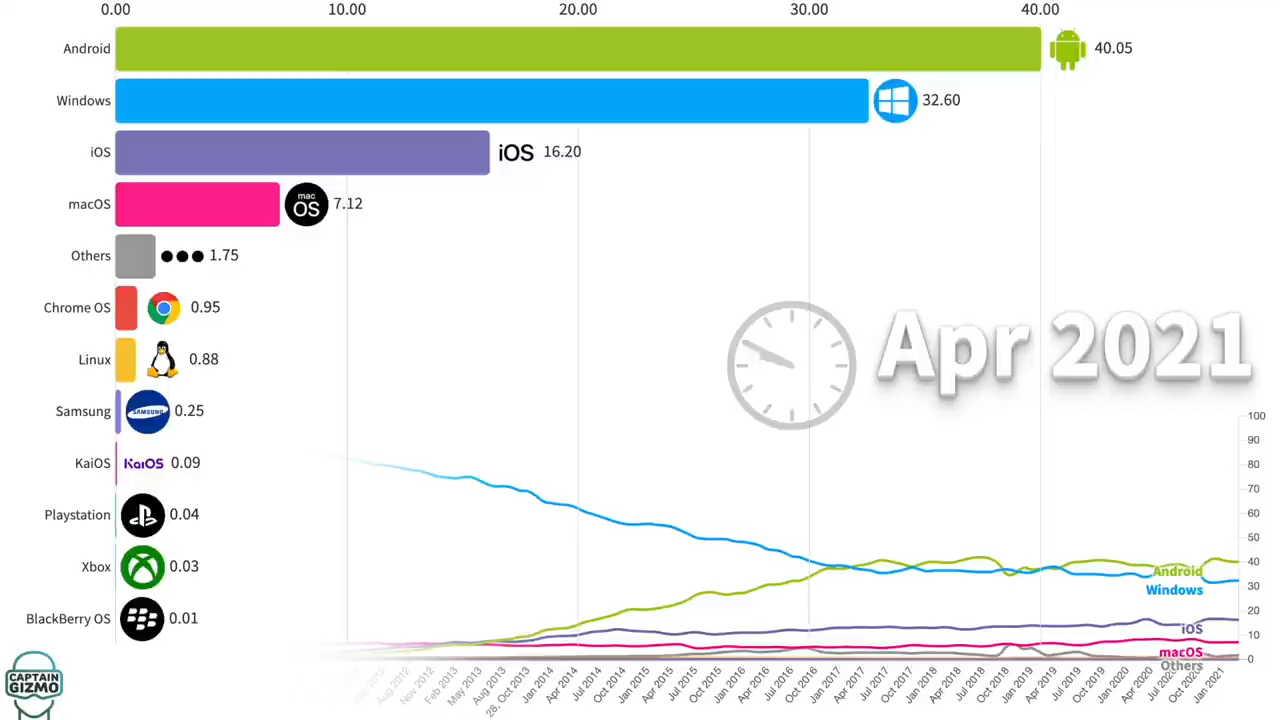 0.00 10.00 20.00 30.00 40.00
Android 40.05
Windows 32.60
iOS iOS 16.20
macOS mac OS 7.12
Others 1.75
Chrome OS 0.95
Linux 0.88
Samsung SAMSUNG 0.25
KaiOS KaiOS 0.09
Playstation 0.04
Xbox 0.03
BlackBerry OS 0.01
Apr 2021
100
90
80
70
60
50
40
30
20
10
0
Android
Windows
iOS
macOS
Others
Aug 2012 Nov 2012 Feb 2013 May 2013 Aug 2013 28, Oct 2013 Jan 2014 Apr 2014 Jul 2014 Oct 2014 Jan 2015 Apr 2015 Jul 2015 Oct 2015 Jan 2016 Apr 2016 Jul 2016 Oct 2016 Jan 2017 Apr 2017 Jul 2017 Oct 2017 Jan 2018 Apr 2018 Jul 2018 Oct 2018 Jan 2019 Apr 2019 Jul 2019 Oct 2019 Jan 2020 Apr 2020 Jul 2020 Oct 2020 Jan 2021
CAPTAIN
GIZMO